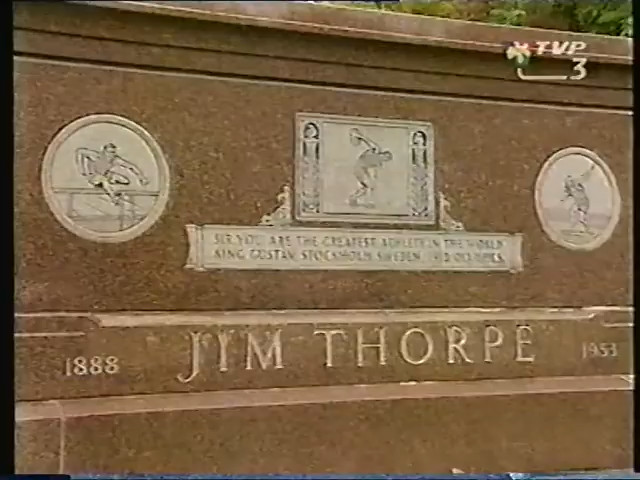 TVP
3
SIR, YOU ARE THE GREATEST ATHLETE IN THE WORLD
KING GUSTAV, STOCKHOLM SWEDEN 1912 OLYMPICS.
1888 JIM THORPE 1953